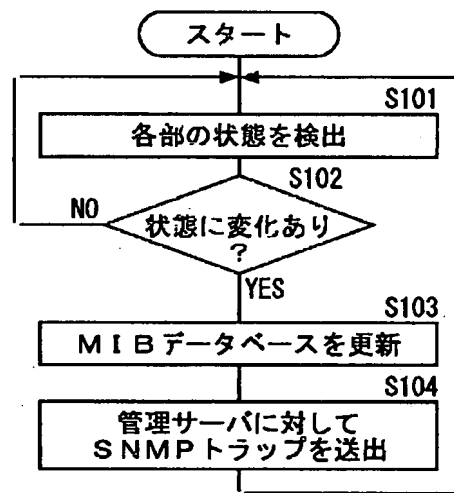 スタート
S101
各部の状態を検出
S102
NO
状態に変化あり
?
YES
S103
MIBデータベースを更新
S104
管理サーバに対して
SNMPトラップを送出